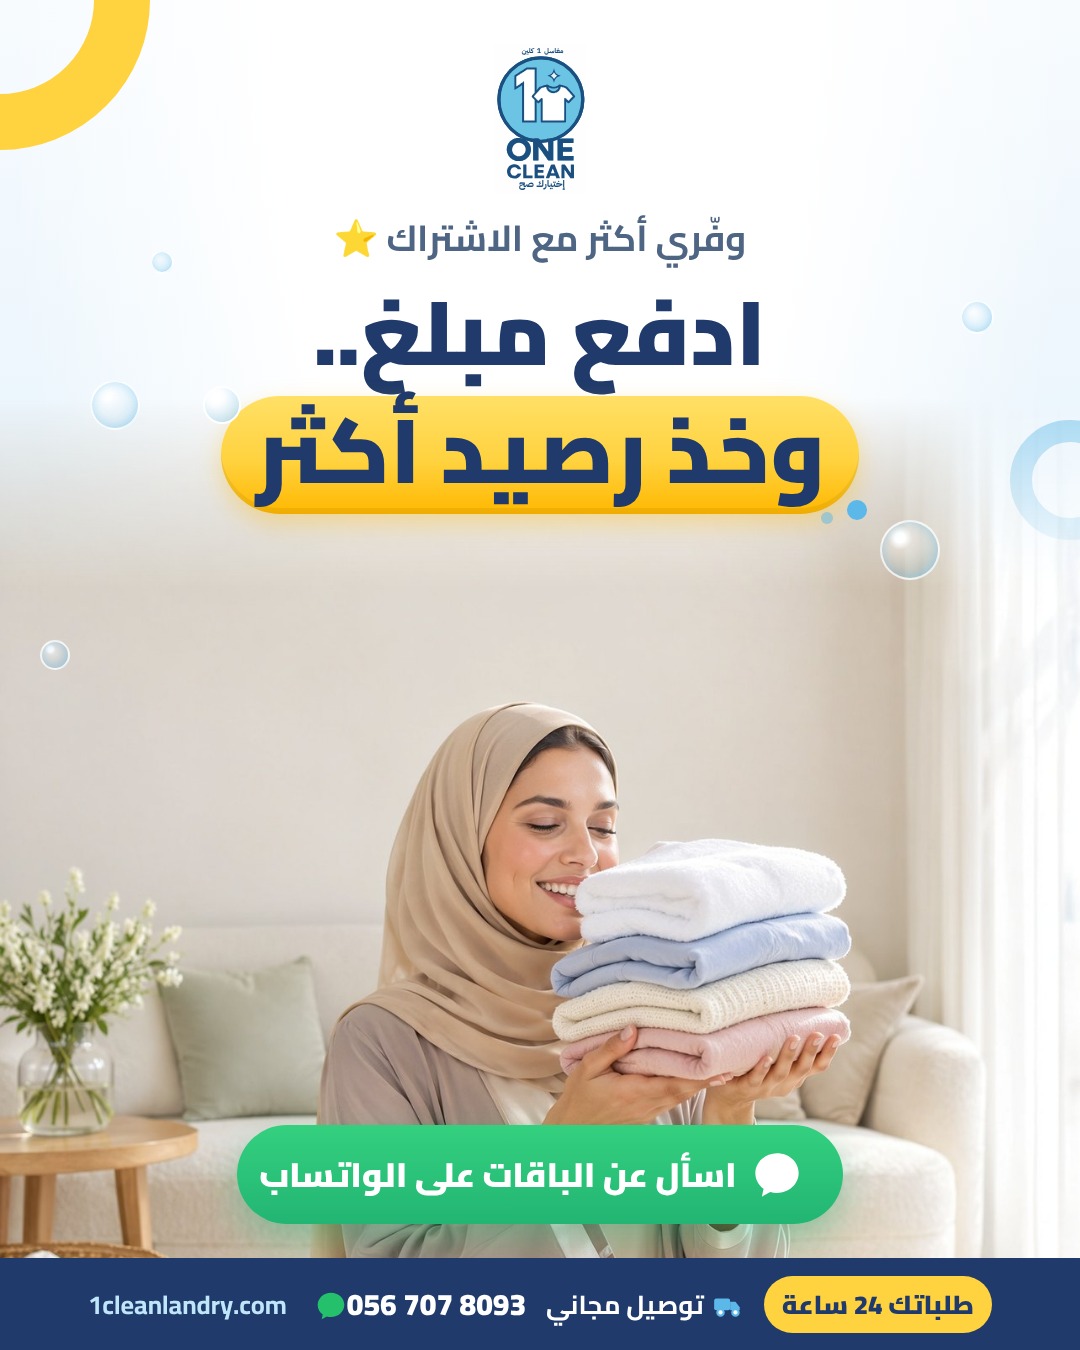 مغاسل 1 كلين
1
ONE
CLEAN
إختيارك صح
وفّري أكثر مع الاشتراك ⭐
ادفع مبلغ..
وخذ رصيد أكثر
اسأل عن الباقات على الواتساب
طلباتك 24 ساعة
توصيل مجاني
056 707 8093
1cleanlandry.com